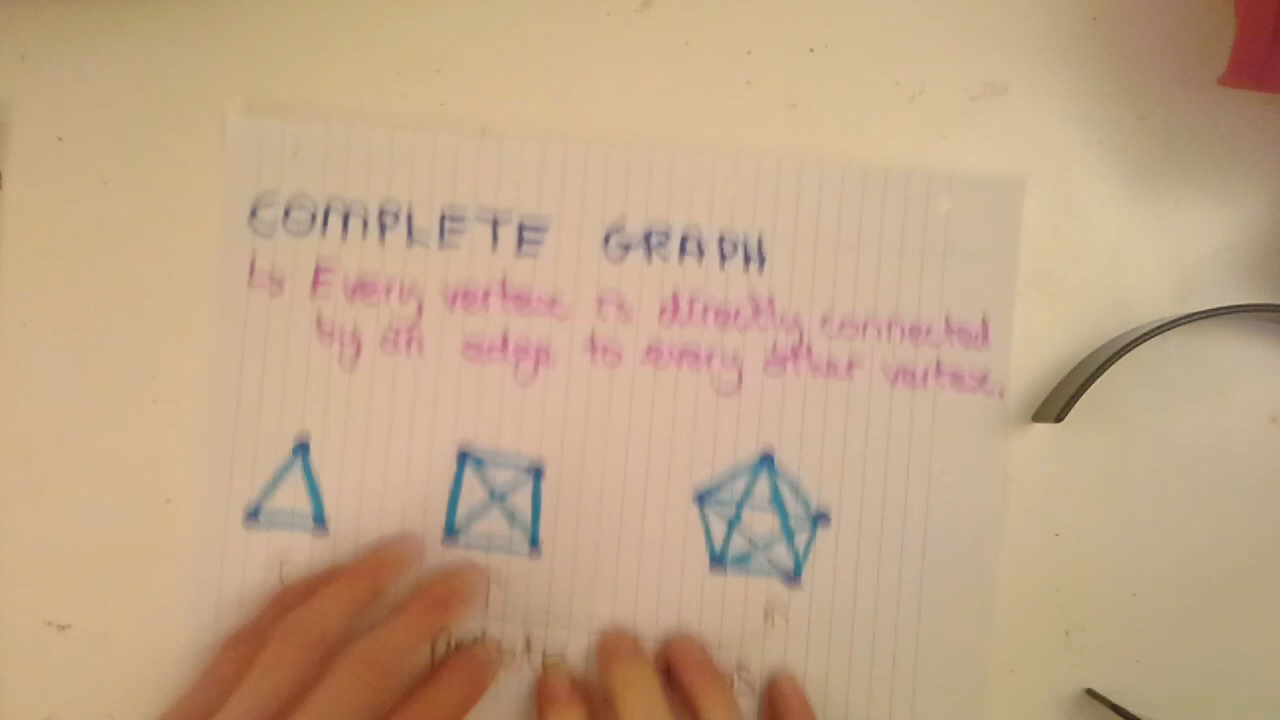 COMPLETE GRAPH
↳ Every vertex is directly connected
by an edge to every other vertex.